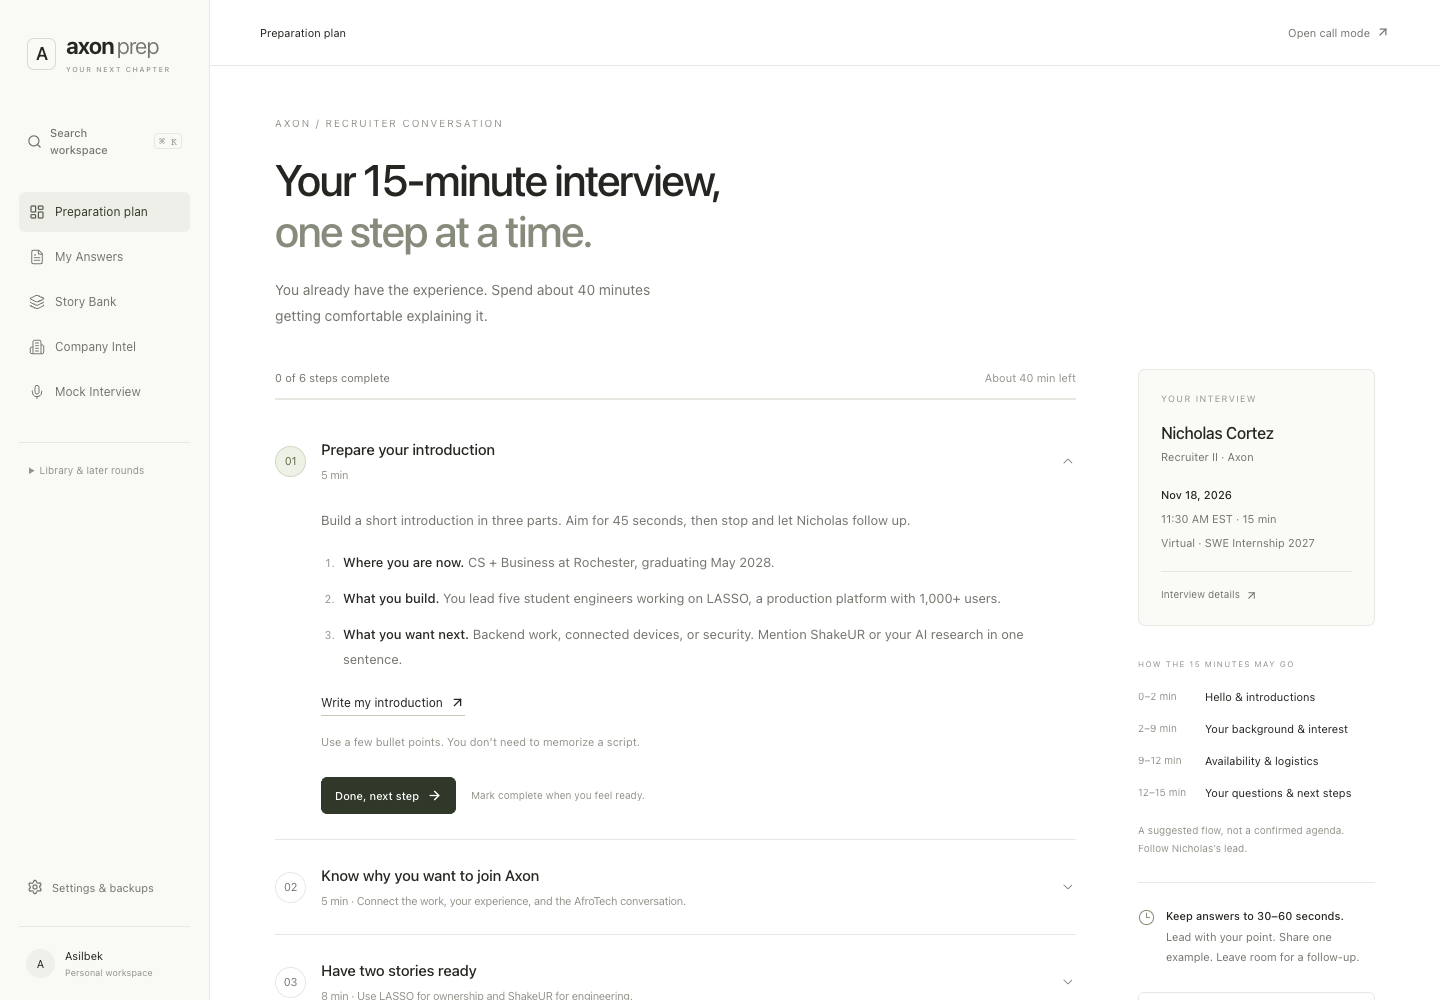 A
axon prep
YOUR NEXT CHAPTER
Search
workspace
⌘ K
Preparation plan
My Answers
Story Bank
Company Intel
Mock Interview
Library & later rounds
Settings & backups
A
Asilbek
Personal workspace
Preparation plan
Open call mode
AXON / RECRUITER CONVERSATION
Your 15-minute interview,
one step at a time.
You already have the experience. Spend about 40 minutes
getting comfortable explaining it.
0 of 6 steps complete
About 40 min left
01
Prepare your introduction
5 min
Build a short introduction in three parts. Aim for 45 seconds, then stop and let Nicholas follow up.
1. Where you are now. CS + Business at Rochester, graduating May 2028.
2. What you build. You lead five student engineers working on LASSO, a production platform with 1,000+ users.
3. What you want next. Backend work, connected devices, or security. Mention ShakeUR or your AI research in one
sentence.
Write my introduction
Use a few bullet points. You don’t need to memorize a script.
Done, next step
Mark complete when you feel ready.
02
Know why you want to join Axon
5 min · Connect the work, your experience, and the AfroTech conversation.
03
Have two stories ready
8 min · Use LASSO for ownership and ShakeUR for engineering.
YOUR INTERVIEW
Nicholas Cortez
Recruiter II · Axon
Nov 18, 2026
11:30 AM EST · 15 min
Virtual · SWE Internship 2027
Interview details
HOW THE 15 MINUTES MAY GO
0–2 min Hello & introductions
2–9 min Your background & interest
9–12 min Availability & logistics
12–15 min Your questions & next steps
A suggested flow, not a confirmed agenda.
Follow Nicholas's lead.
Keep answers to 30–60 seconds.
Lead with your point. Share one
example. Leave room for a follow-up.